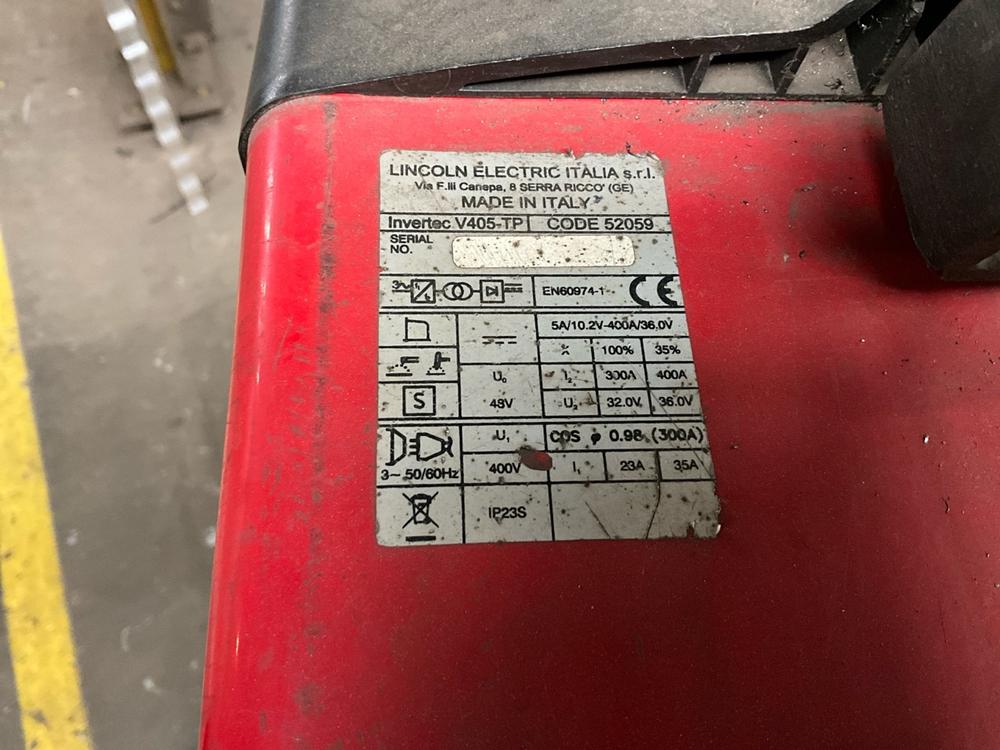 LINCOLN ELECTRIC ITALIA s.r.l.
Via F.lli Canepa, 8 SERRA RICCO' (GE)
MADE IN ITALY
Invertec V405-TP CODE 52059
SERIAL NO.
3~ EN60974-1 CE
5A/10.2V-400A/36.0V
X 100% 35%
U₀ I₂ 300A 400A
S 48V U₂ 32.0V 36.0V
U₁ COS φ 0.98 (300A)
3~ 50/60Hz 400V I₁ 23A 35A
IP23S